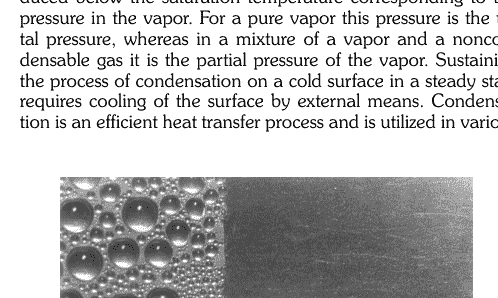 duced below the saturation temperature corresponding to
pressure in the vapor. For a pure vapor this pressure is the
tal pressure, whereas in a mixture of a vapor and a nonco
densable gas it is the partial pressure of the vapor. Sustaini
the process of condensation on a cold surface in a steady sta
requires cooling of the surface by external means. Condens
tion is an efficient heat transfer process and is utilized in vario